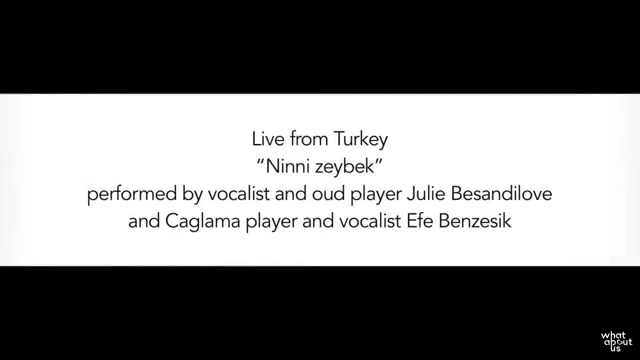 Live from Turkey
“Ninni zeybek”
performed by vocalist and oud player Julie Besandilove
and Caglama player and vocalist Efe Benzesik
what
about
us